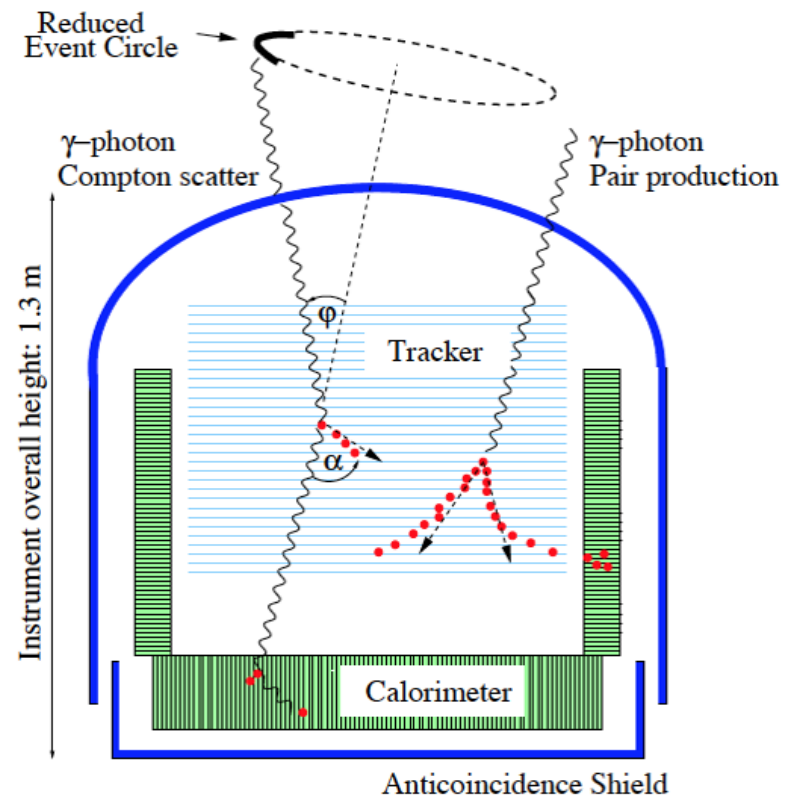 Reduced
Event Circle
γ–photon
Compton scatter
γ–photon
Pair production
Instrument overall height: 1.3 m
φ
Tracker
α
Calorimeter
Anticoincidence Shield